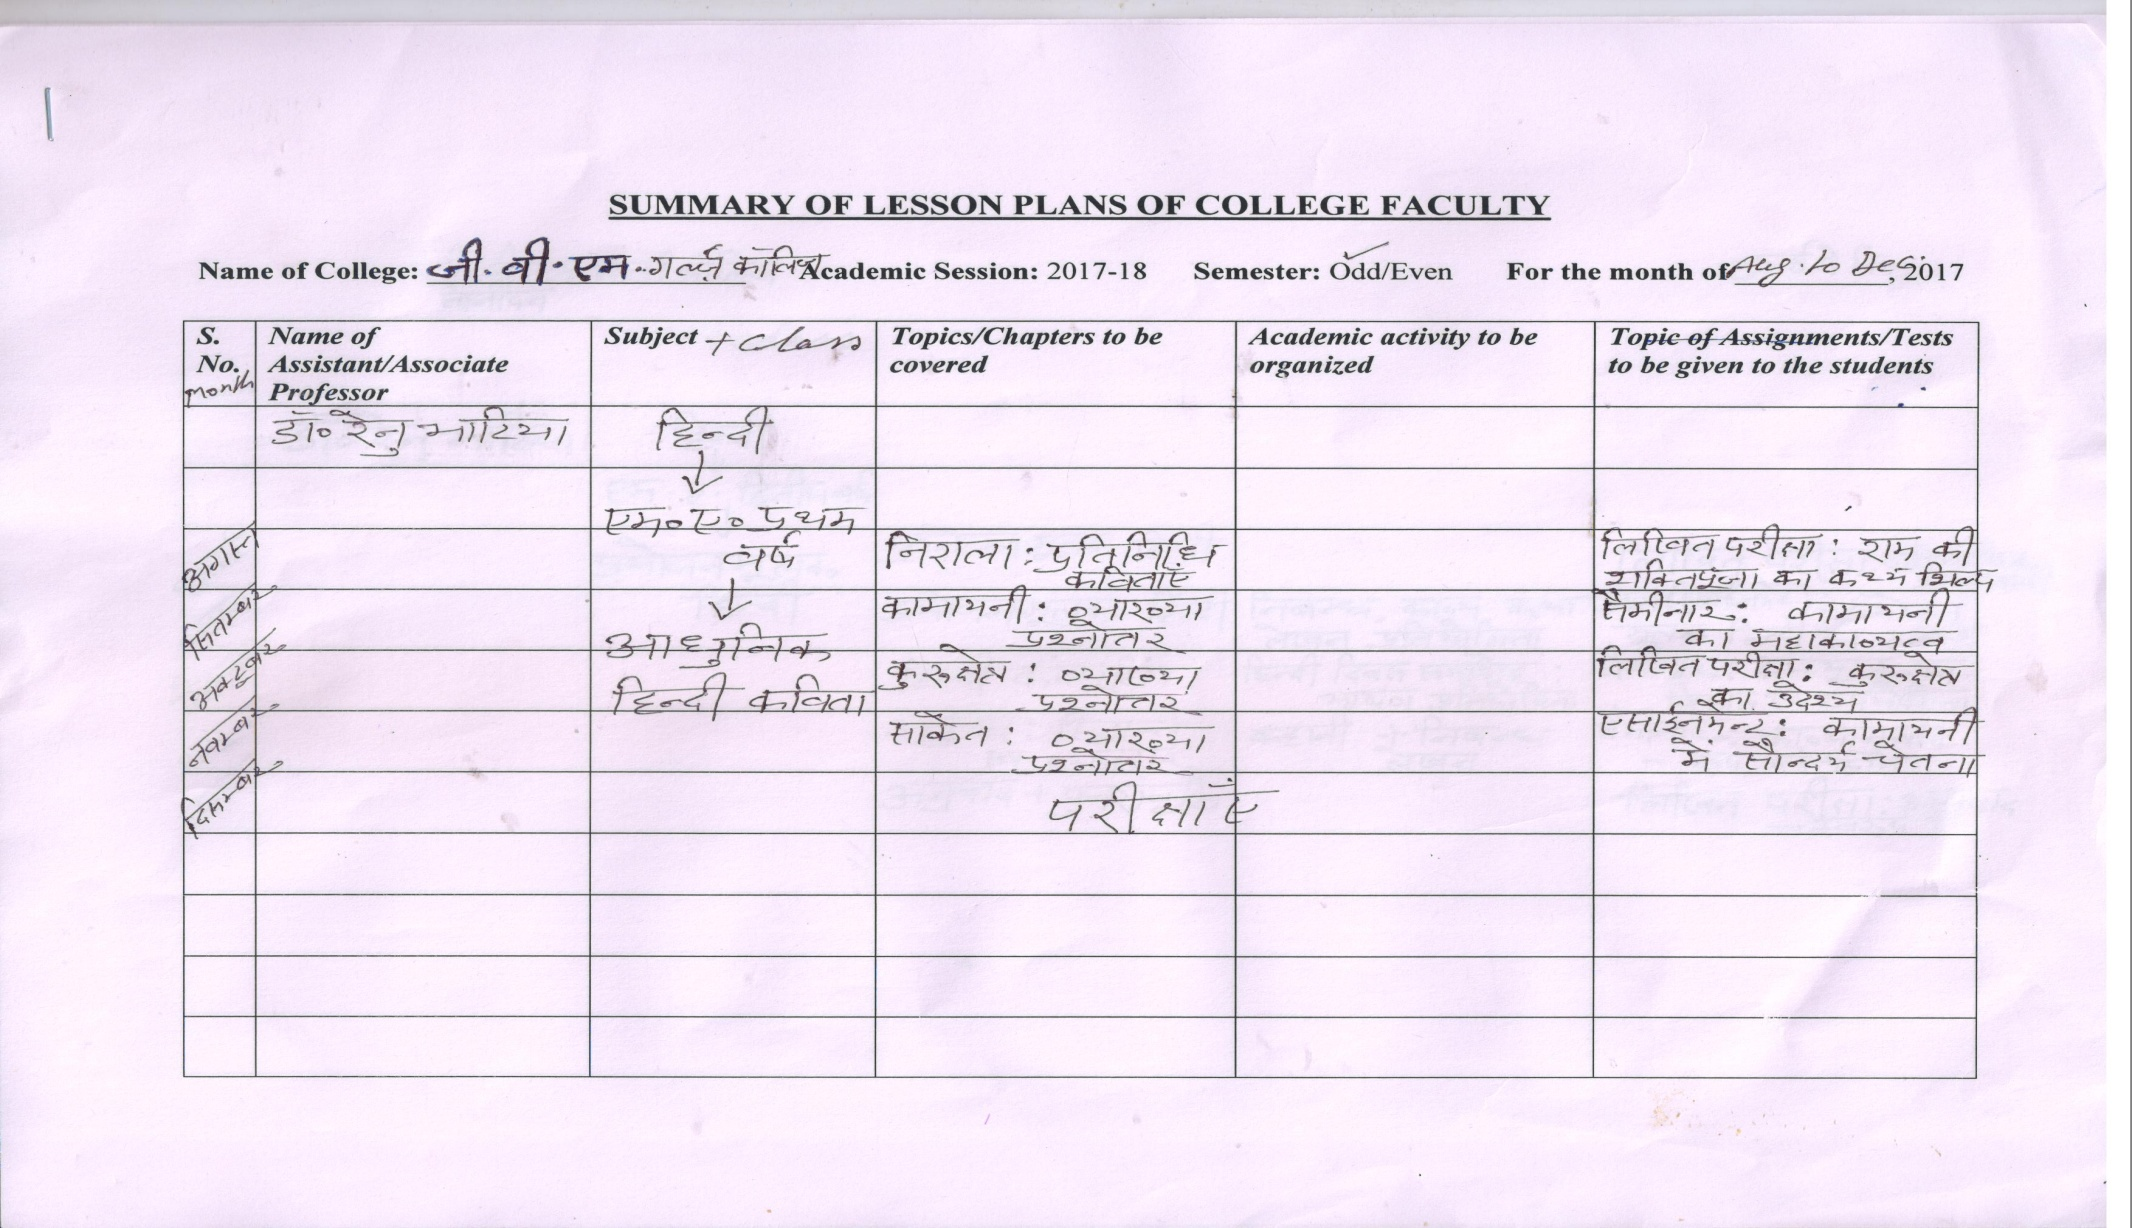 SUMMARY OF LESSON PLANS OF COLLEGE FACULTY
Name of College: जी.बी.एम. गर्ल्ज़ कॉलिज Academic Session: 2017-18 Semester: Odd/Even For the month of Aug. to Dec, 2017
S. No. month
Name of Assistant/Associate Professor
Subject + class
Topics/Chapters to be covered
Academic activity to be organized
Topic of Assignments/Tests to be given to the students
डॉ० रेनु भाटिया हिन्दी
एम० ए० प्रथम
वर्ष
आधुनिक
हिन्दी कविता
अगस्त निराला : प्रतिनिधि लिखित परीक्षा : राम की
कविताएं शक्तिपूजा का कथ्य शिल्प
सितम्बर कामायनी : व्याख्या सैमीनार : कामायनी
प्रश्नोतर का महाकाव्यत्व
अक्टूबर कुरुक्षेत्र : व्याख्या लिखित परीक्षा : कुरुक्षेत्र
प्रश्नोतर का उदेश्य
नवम्बर साकेत : व्याख्या एसाईनमेन्ट : कामायनी
प्रश्नोतर में सौन्दर्य चेतना
दिसम्बर परीक्षाएं